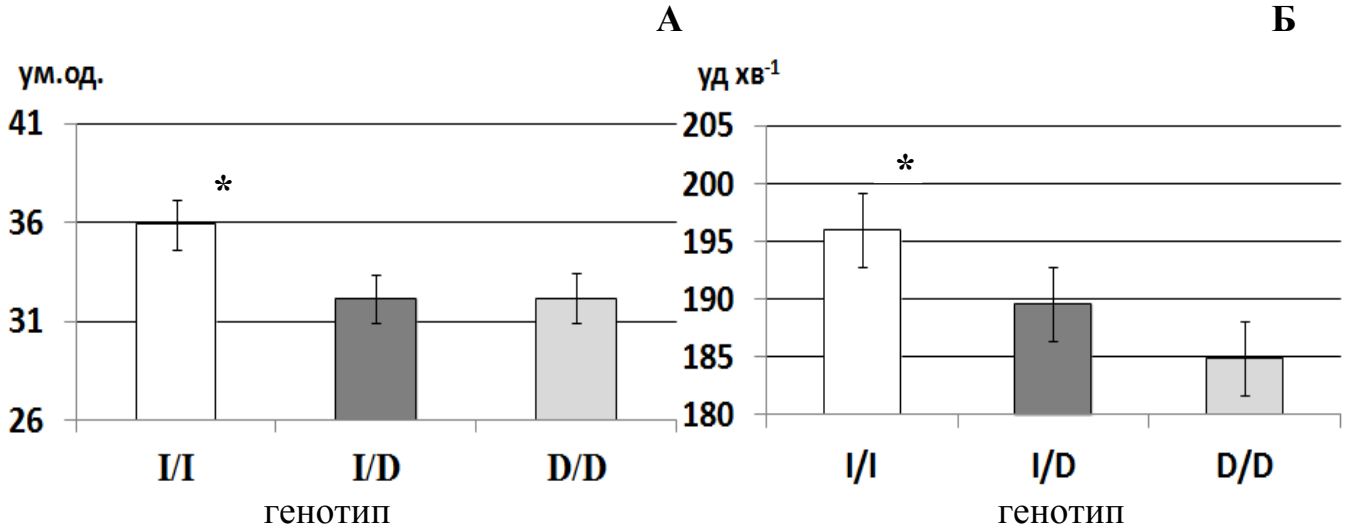 А
ум.од.
41
36
31
26
*
I/I I/D D/D
генотип
Б
уд хв-1
205
200
195
190
185
180
*
I/I I/D D/D
генотип